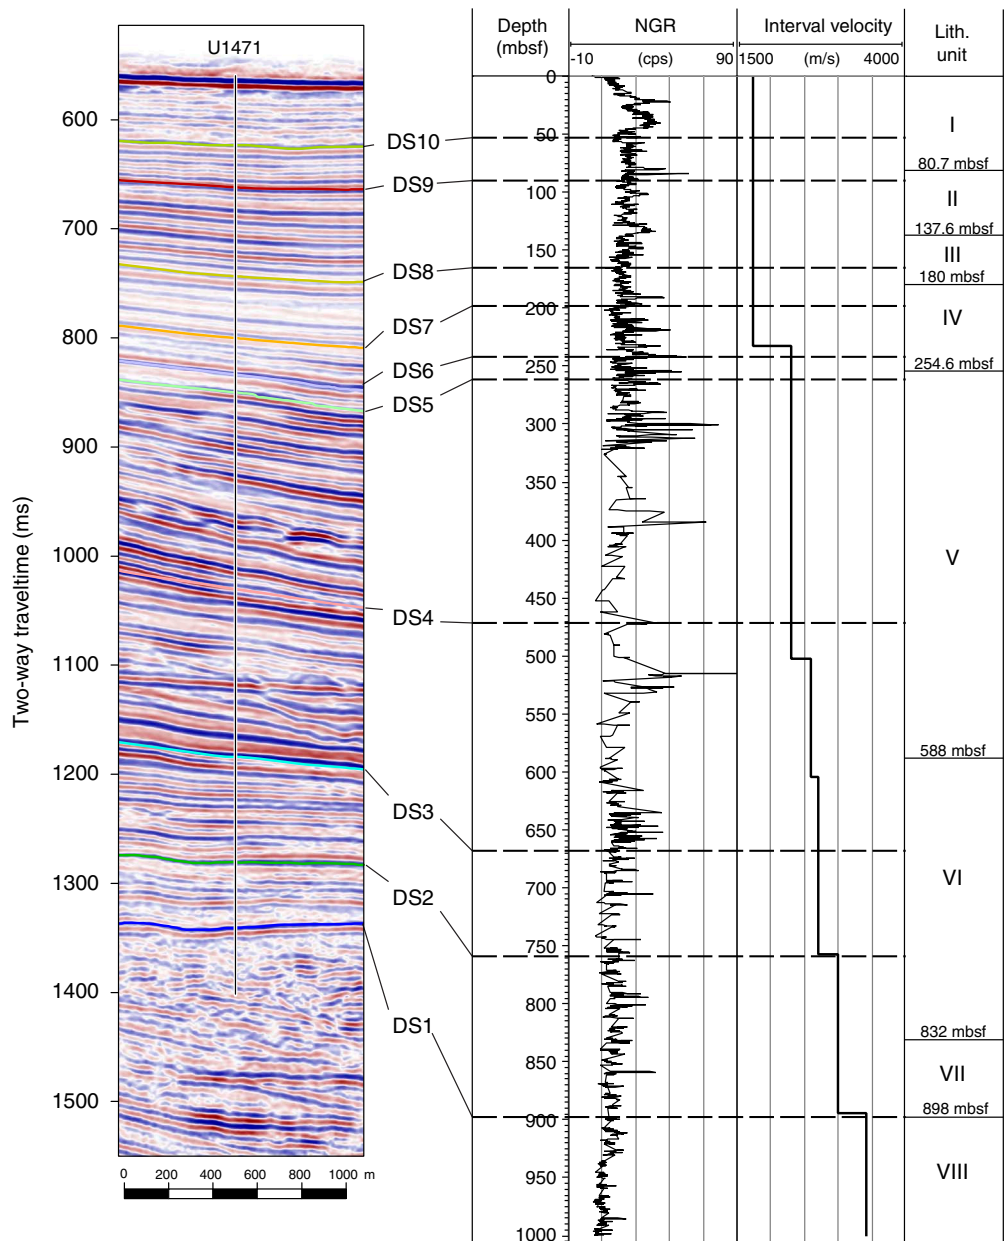 U1471
Depth
(mbsf)
NGR
-10 (cps) 90
Interval velocity
1500 (m/s) 4000
Lith.
unit
Two-way traveltime (ms)
600
700
800
900
1000
1100
1200
1300
1400
1500
DS10
DS9
DS8
DS7
DS6
DS5
DS4
DS3
DS2
DS1
0
50
100
150
200
250
300
350
400
450
500
550
600
650
700
750
800
850
900
950
1000
I
80.7 mbsf
II
137.6 mbsf
III
180 mbsf
IV
254.6 mbsf
V
588 mbsf
VI
832 mbsf
VII
898 mbsf
VIII
0 200 400 600 800 1000 m